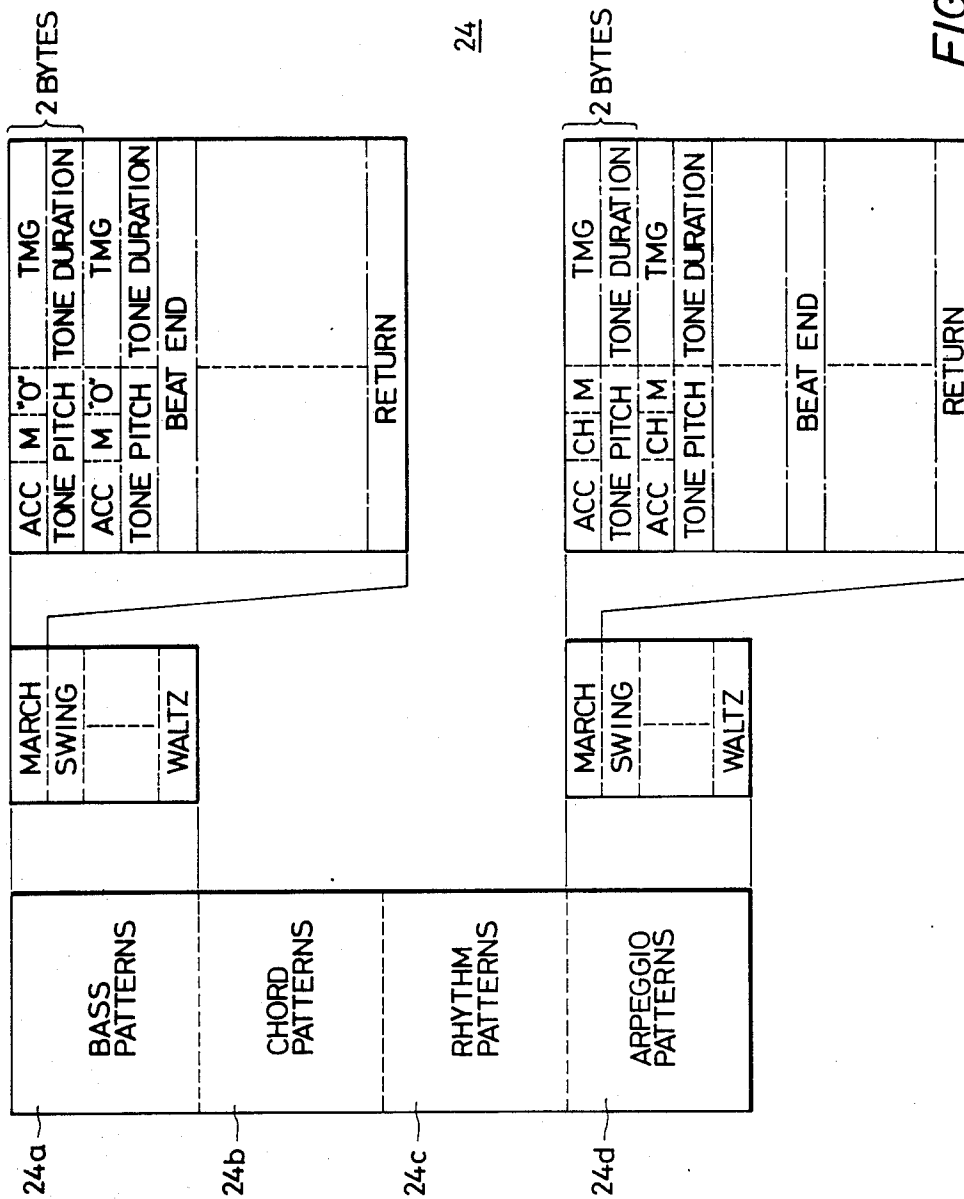 24a
24b
24c
24d
BASS
PATTERNS
CHORD
PATTERNS
RHYTHM
PATTERNS
ARPEGGIO
PATTERNS
MARCH
SWING
WALTZ
ACC M "0" TMG
TONE PITCH TONE DURATION
ACC M "0" TMG
TONE PITCH TONE DURATION
BEAT END
RETURN
2 BYTES
24
MARCH
SWING
WALTZ
ACC CH M TMG
TONE PITCH TONE DURATION
ACC CH M TMG
TONE PITCH TONE DURATION
BEAT END
RETURN
2 BYTES
FIG